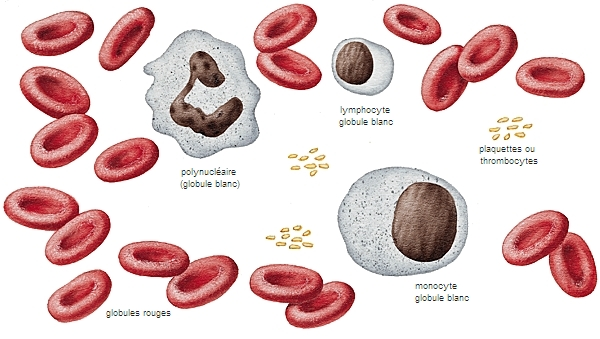 lymphocyte
globule blanc
plaquettes ou
thrombocytes
polynucléaire
(globule blanc)
monocyte
globule blanc
globules rouges